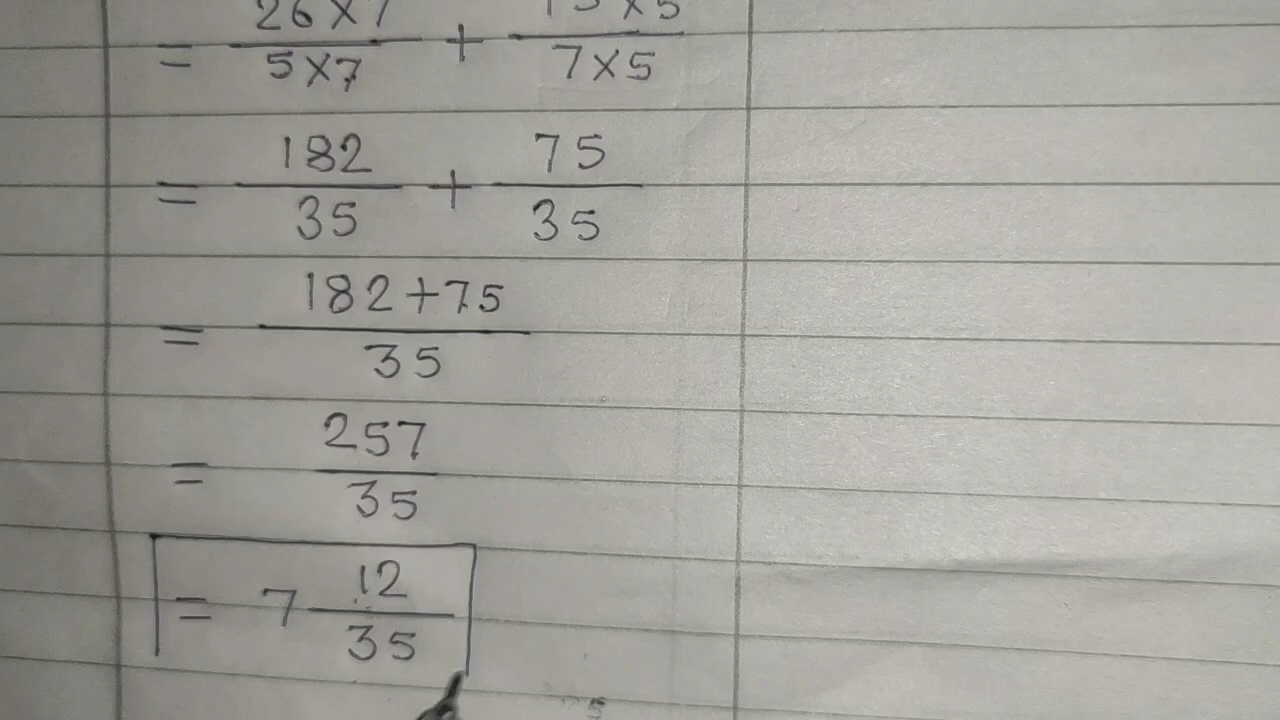 = 26×7/5×7 + 15×5/7×5
= 182/35 + 75/35
= 182+75/35
= 257/35
= 7 12/35